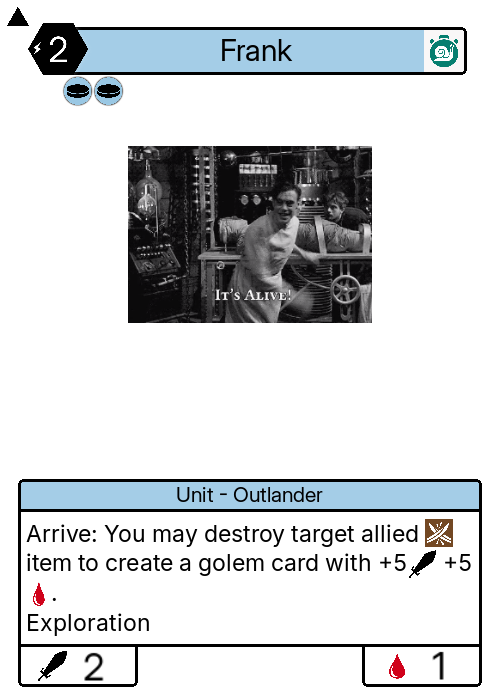 2
Frank
It's Alive!
Unit - Outlander
Arrive: You may destroy target allied
item to create a golem card with +5 +5
.
Exploration
2
1